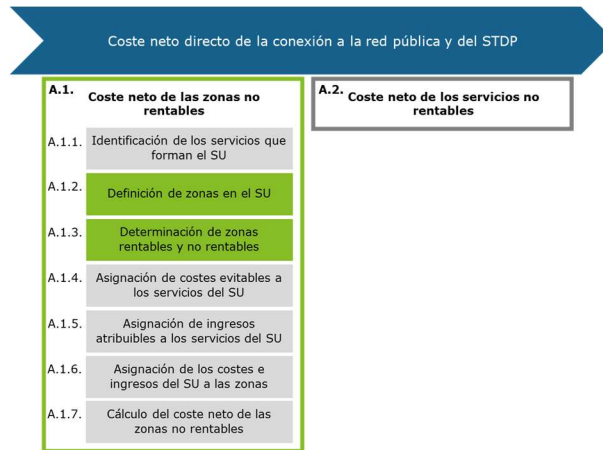 Coste neto directo de la conexión a la red pública y del STDP
A.1.
Coste neto de las zonas no
rentables
A.1.1.
Identificación de los servicios que
forman el SU
A.1.2.
Definición de zonas en el SU
A.1.3.
Determinación de zonas
rentables y no rentables
A.1.4.
Asignación de costes evitables a
los servicios del SU
A.1.5.
Asignación de ingresos
atribuibles a los servicios del SU
A.1.6.
Asignación de los costes e
ingresos del SU a las zonas
A.1.7.
Cálculo del coste neto de las
zonas no rentables
A.2.
Coste neto de los servicios no
rentables